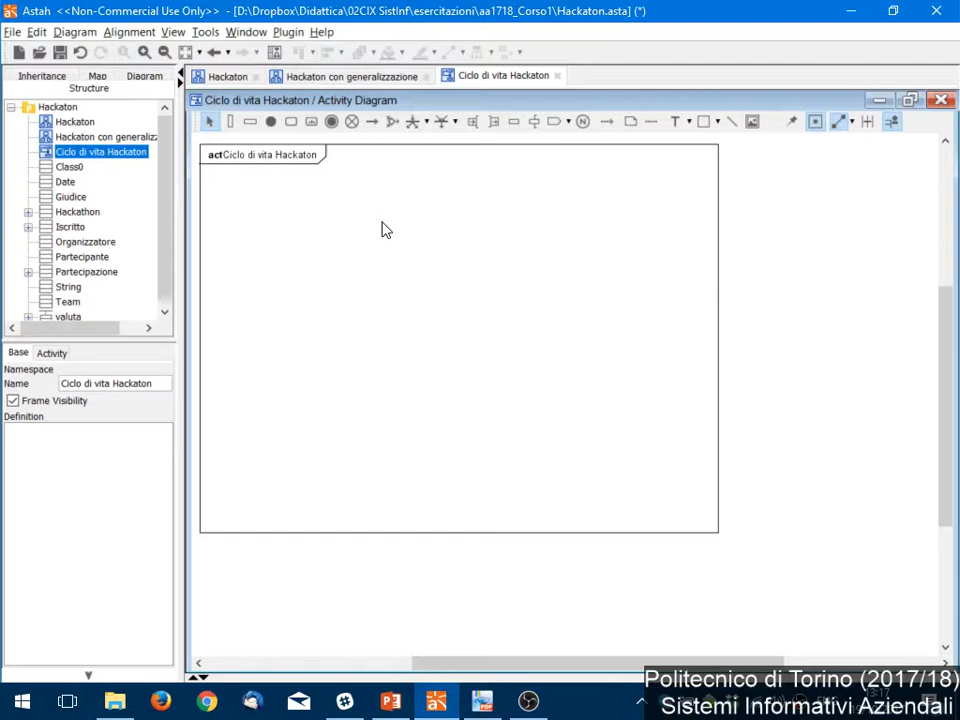 Astah <<Non-Commercial Use Only>> - [D:\Dropbox\Didattica\02CIX SistInf\esercitazioni\aa1718_Corso1\Hackaton.asta] (*)
File Edit Diagram Alignment View Tools Window Plugin Help
Inheritance Map Diagram
Structure
Hackaton
Hackaton
Hackaton con generaliz
Ciclo di vita Hackaton
Class0
Date
Giudice
Hackathon
Iscritto
Organizzatore
Partecipante
Partecipazione
String
Team
valuta
Base Activity
Namespace
Name Ciclo di vita Hackaton
Frame Visibility
Definition
Hackaton Hackaton con generalizzazione Ciclo di vita Hackaton
Ciclo di vita Hackaton / Activity Diagram
N T
act Ciclo di vita Hackaton
Politecnico di Torino (2017/18)
Sistemi Informativi Aziendali